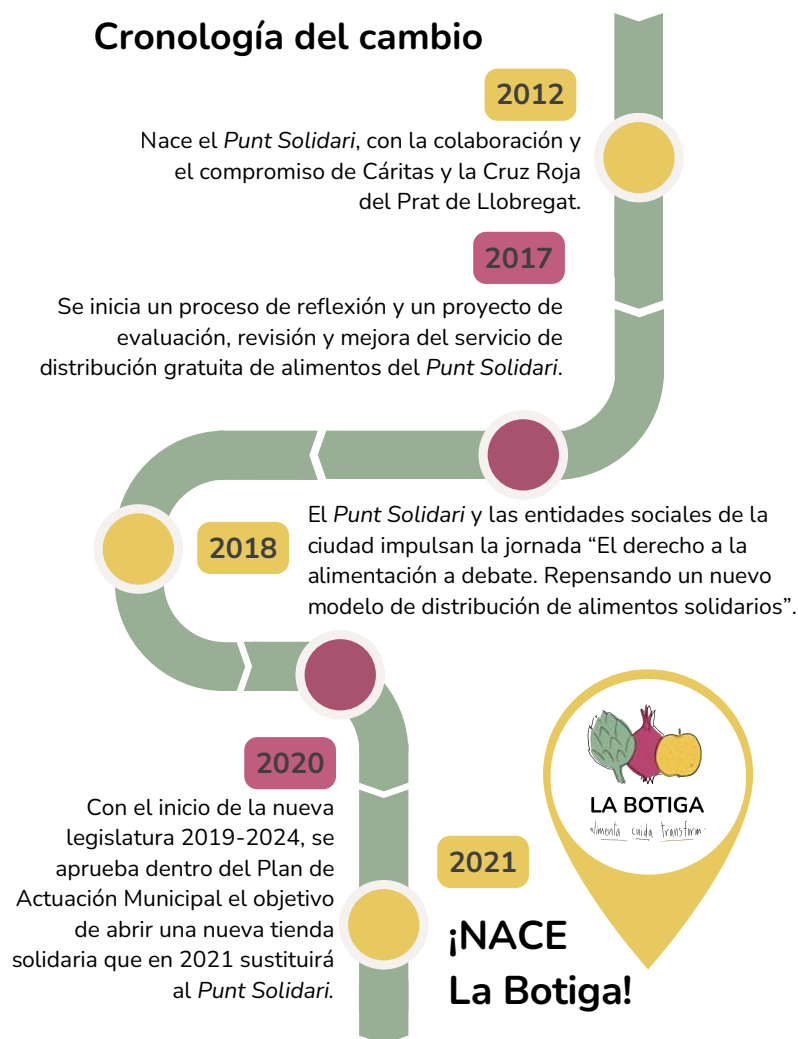 Cronología del cambio
2012
Nace el Punt Solidari, con la colaboración y
el compromiso de Cáritas y la Cruz Roja
del Prat de Llobregat.
2017
Se inicia un proceso de reflexión y un proyecto de
evaluación, revisión y mejora del servicio de
distribución gratuita de alimentos del Punt Solidari.
2018
El Punt Solidari y las entidades sociales de la
ciudad impulsan la jornada “El derecho a la
alimentación a debate. Repensando un nuevo
modelo de distribución de alimentos solidarios”.
2020
Con el inicio de la nueva
legislatura 2019-2024, se
aprueba dentro del Plan de
Actuación Municipal el objetivo
de abrir una nueva tienda
solidaria que en 2021 sustituirá
al Punt Solidari.
LA BOTIGA
alimenta cuida transform
2021
¡NACE
La Botiga!